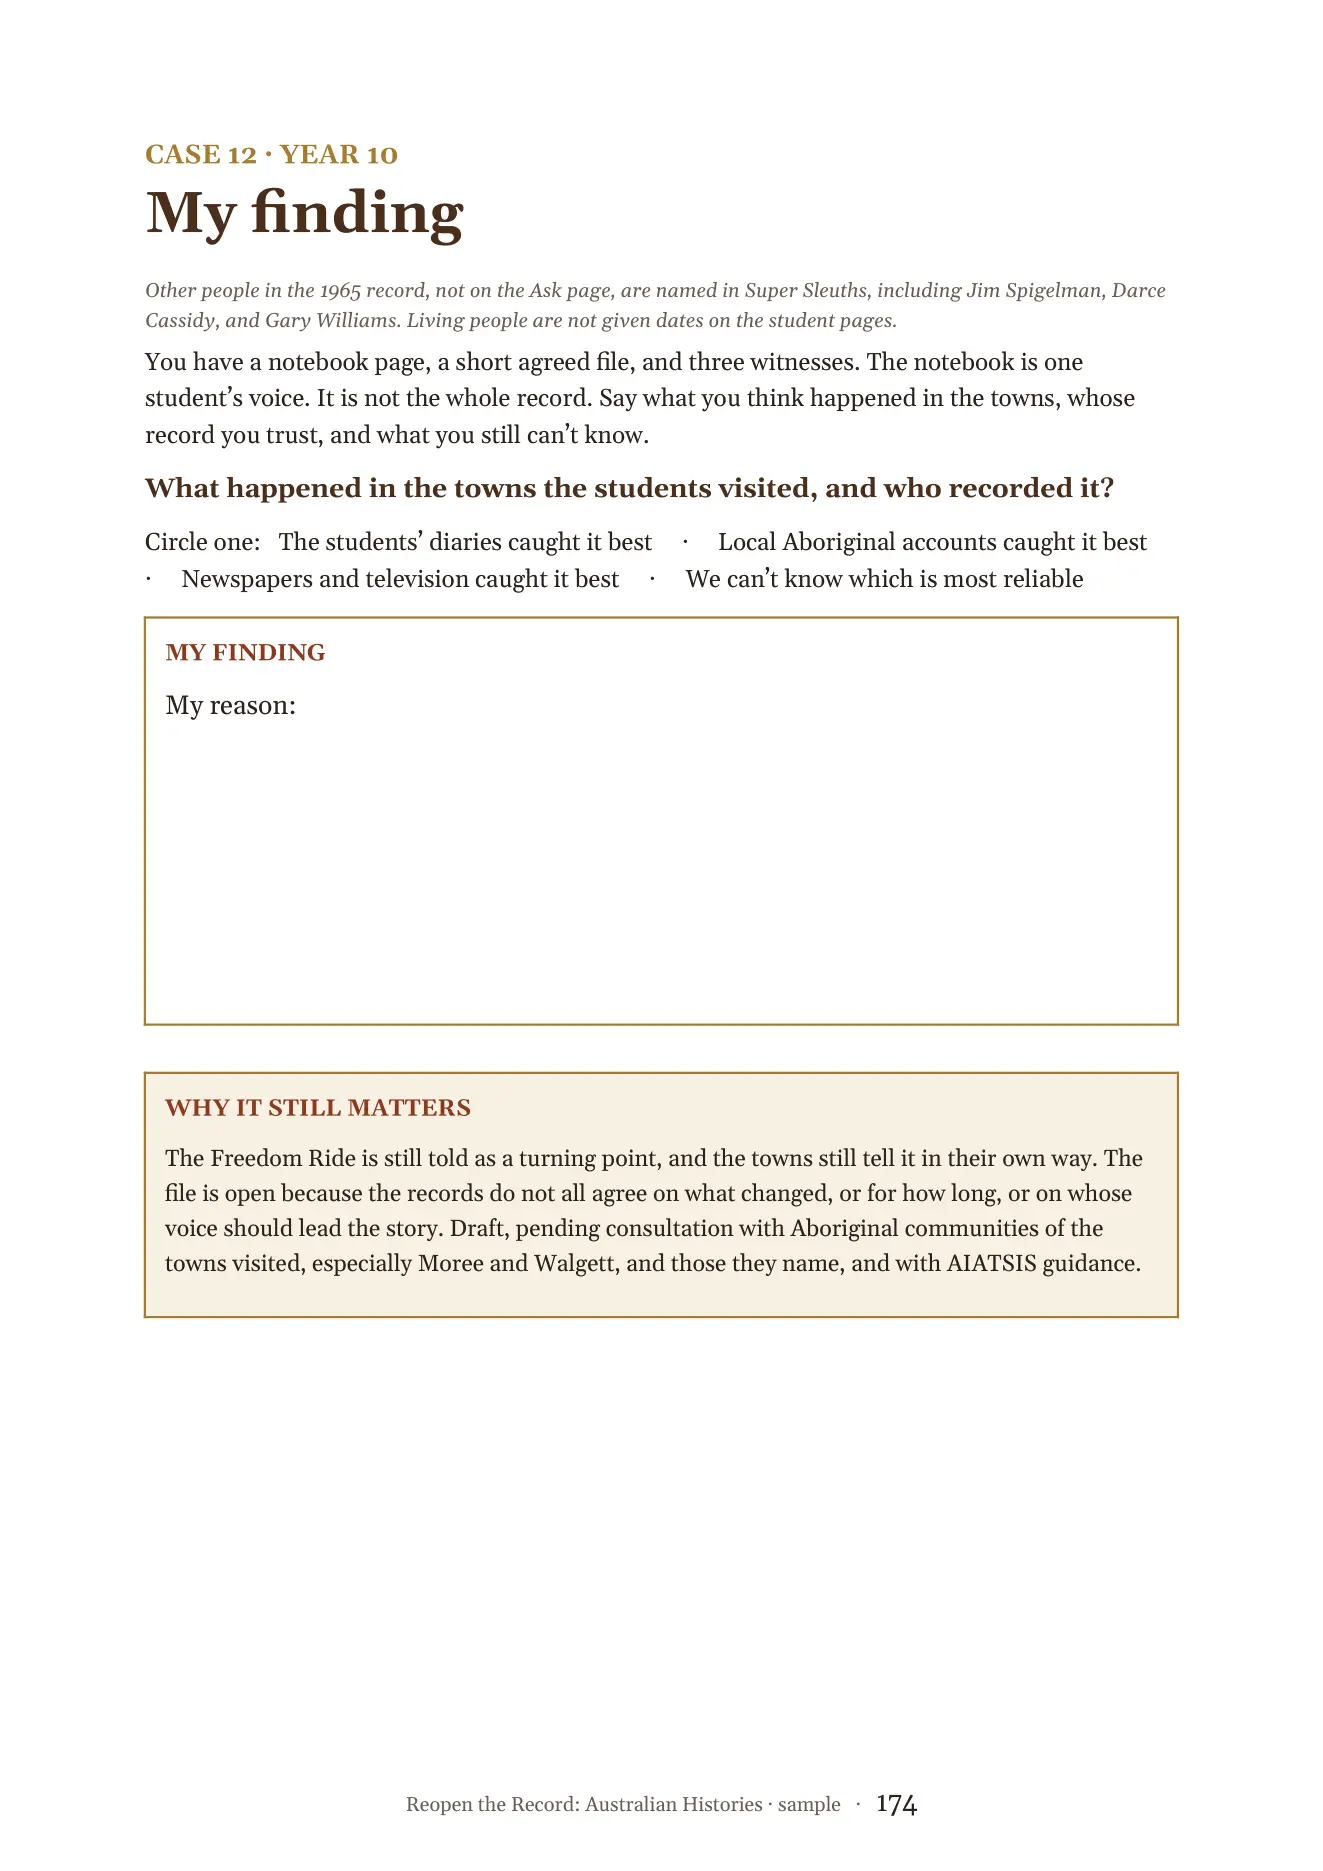 CASE 12 · YEAR 10
My finding
Other people in the 1965 record, not on the Ask page, are named in Super Sleuths, including Jim Spigelman, Darce
Cassidy, and Gary Williams. Living people are not given dates on the student pages.
You have a notebook page, a short agreed file, and three witnesses. The notebook is one
student’s voice. It is not the whole record. Say what you think happened in the towns, whose
record you trust, and what you still can’t know.
What happened in the towns the students visited, and who recorded it?
Circle one: The students’ diaries caught it best · Local Aboriginal accounts caught it best
· Newspapers and television caught it best · We can’t know which is most reliable
MY FINDING
My reason:
WHY IT STILL MATTERS
The Freedom Ride is still told as a turning point, and the towns still tell it in their own way. The
file is open because the records do not all agree on what changed, or for how long, or on whose
voice should lead the story. Draft, pending consultation with Aboriginal communities of the
towns visited, especially Moree and Walgett, and those they name, and with AIATSIS guidance.
Reopen the Record: Australian Histories · sample · 174